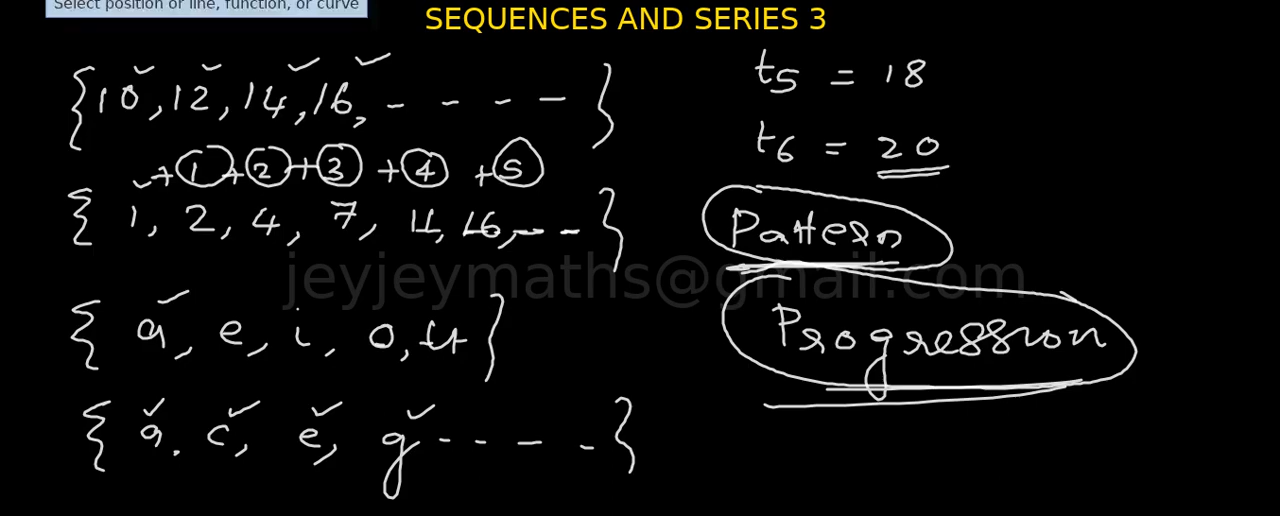 Select position or line, function, or curve
SEQUENCES AND SERIES 3
{10, 12, 14, 16, - - - - }
t5 = 18
t6 = 20
+1 +2 +3 +4 +5
{ 1, 2, 4, 7, 11, 16, - - }
Pattern
jeyjeymaths@gmail.com
{ a, e, i, o, u }
Progression
{ a. c, e, g - - - - }